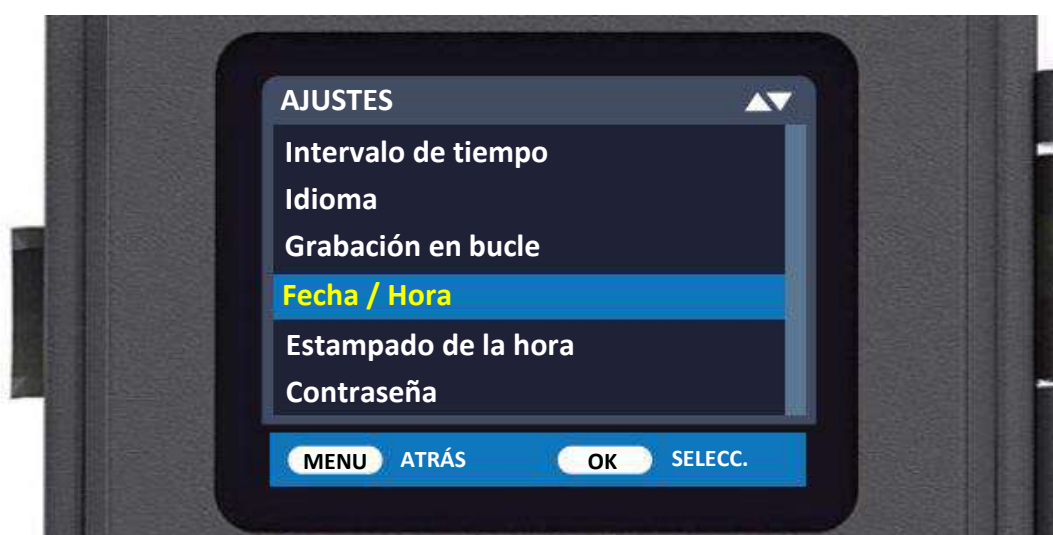 AJUSTES
Intervalo de tiempo
Idioma
Grabación en bucle
Fecha / Hora
Estampado de la hora
Contraseña
MENU ATRÁS OK SELECC.